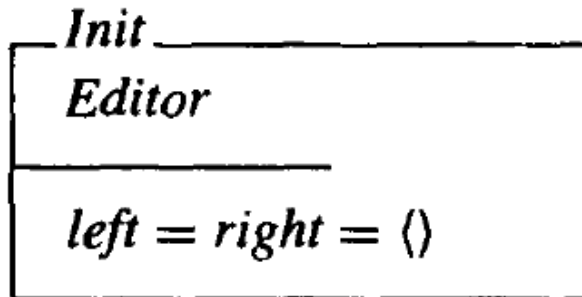 Init
Editor
left = right = ⟨⟩